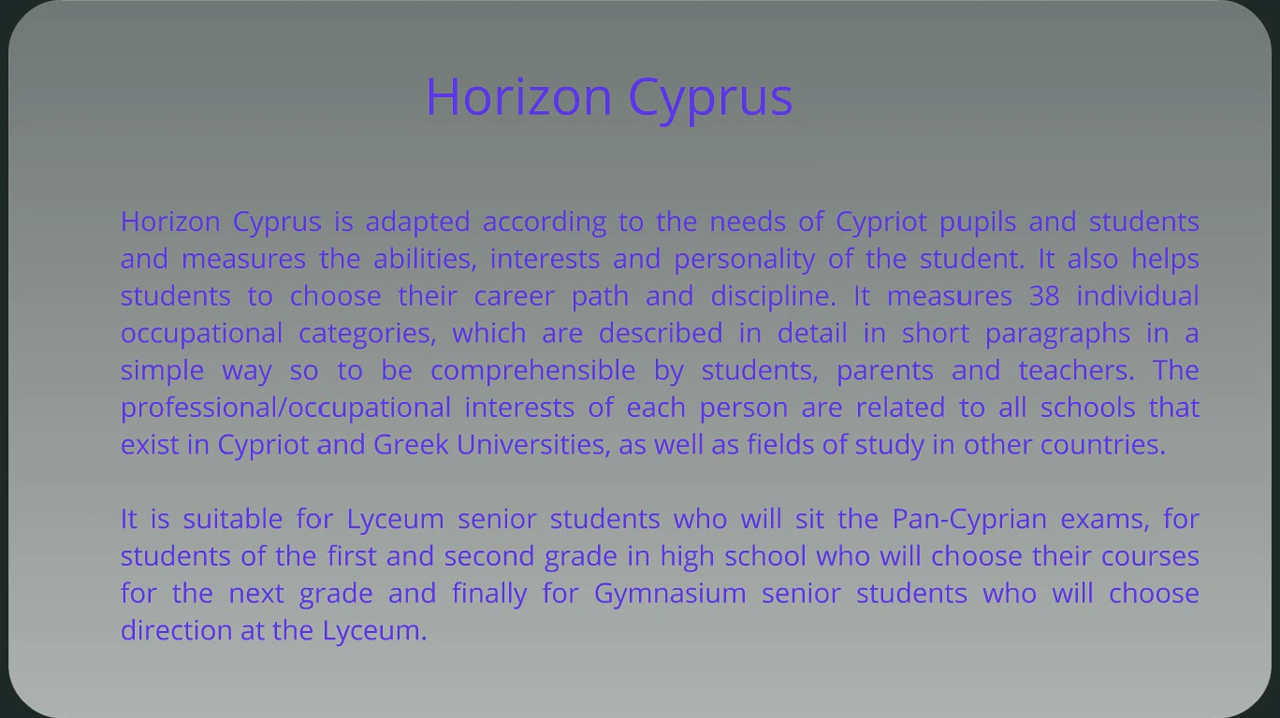 Horizon Cyprus
Horizon Cyprus is adapted according to the needs of Cypriot pupils and students
and measures the abilities, interests and personality of the student. It also helps
students to choose their career path and discipline. It measures 38 individual
occupational categories, which are described in detail in short paragraphs in a
simple way so to be comprehensible by students, parents and teachers. The
professional/occupational interests of each person are related to all schools that
exist in Cypriot and Greek Universities, as well as fields of study in other countries.
It is suitable for Lyceum senior students who will sit the Pan-Cyprian exams, for
students of the first and second grade in high school who will choose their courses
for the next grade and finally for Gymnasium senior students who will choose
direction at the Lyceum.